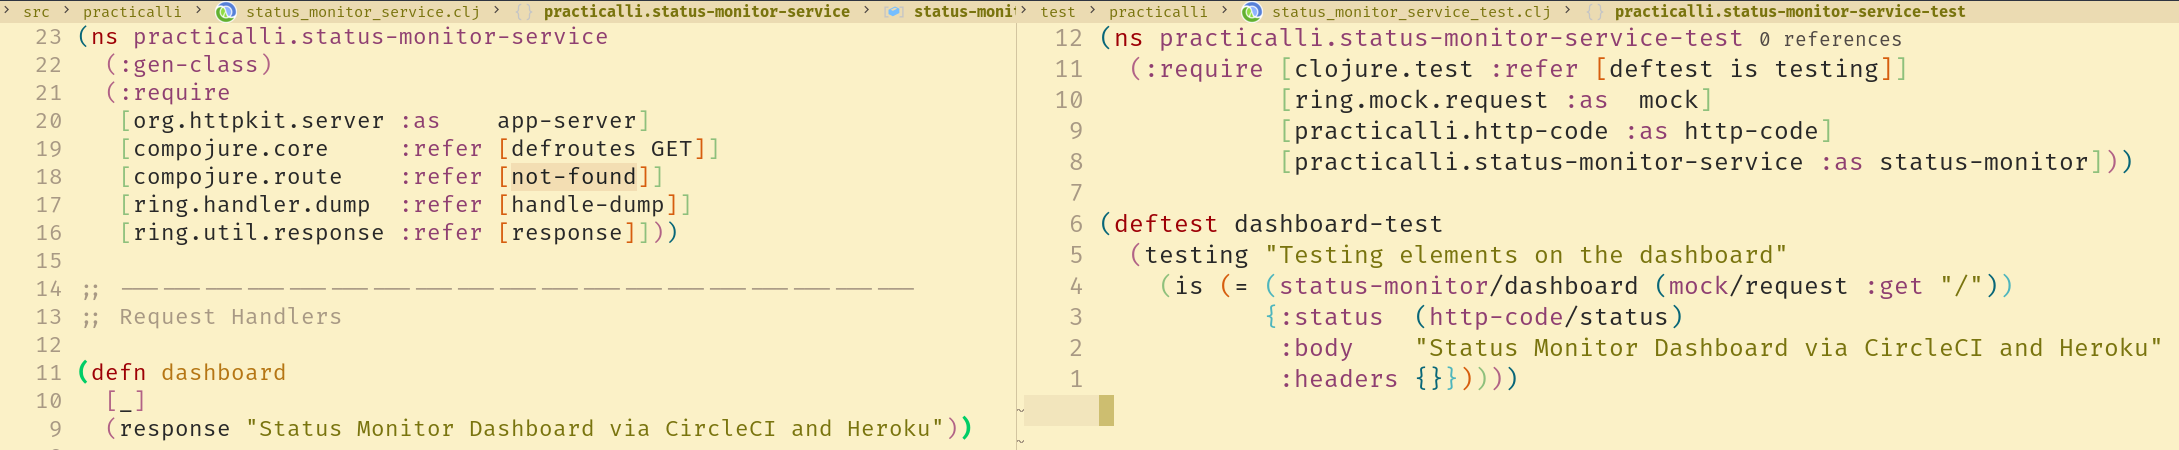 › src › practicalli › status_monitor_service.clj › {} practicalli.status-monitor-service › status-monit
23 (ns practicalli.status-monitor-service
22 (:gen-class)
21 (:require
20 [org.httpkit.server :as app-server]
19 [compojure.core :refer [defroutes GET]]
18 [compojure.route :refer [not-found]]
17 [ring.handler.dump :refer [handle-dump]]
16 [ring.util.response :refer [response]]))
15
14 ;; ———————————————————
13 ;; Request Handlers
12
11 (defn dashboard
10 [_]
9 (response "Status Monitor Dashboard via CircleCI and Heroku"))
› test › practicalli › status_monitor_service_test.clj › {} practicalli.status-monitor-service-test
12 (ns practicalli.status-monitor-service-test 0 references
11 (:require [clojure.test :refer [deftest is testing]]
10 [ring.mock.request :as mock]
9 [practicalli.http-code :as http-code]
8 [practicalli.status-monitor-service :as status-monitor]))
7
6 (deftest dashboard-test
5 (testing "Testing elements on the dashboard"
4 (is (= (status-monitor/dashboard (mock/request :get "/"))
3 {:status (http-code/status)
2 :body "Status Monitor Dashboard via CircleCI and Heroku"
1 :headers {}}))))
~
~